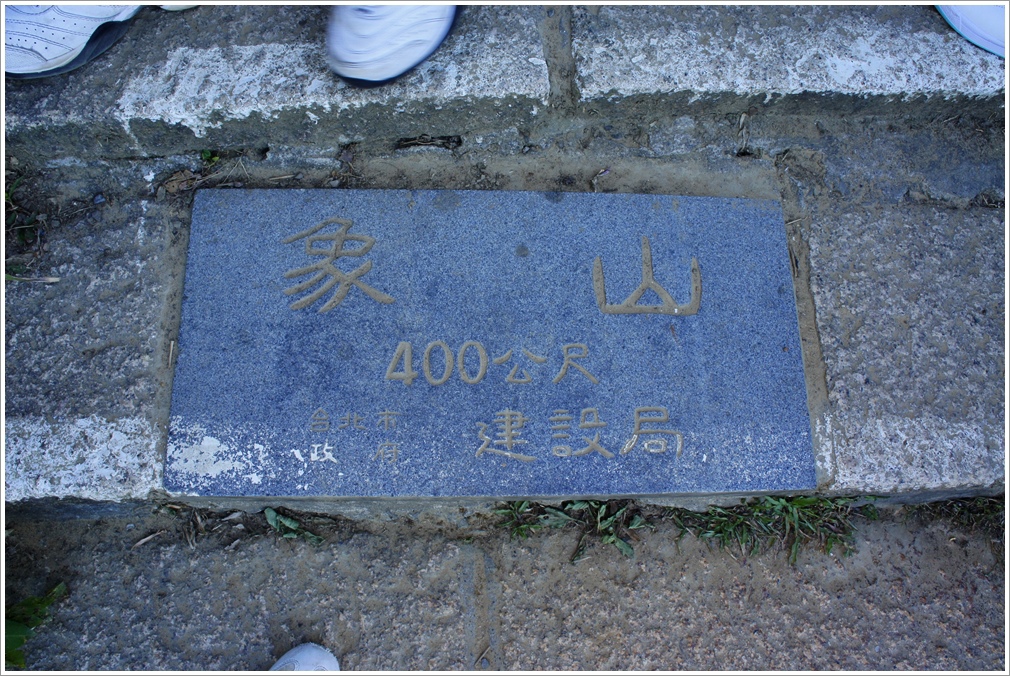 象山
400公尺
台北市
政府 建設局